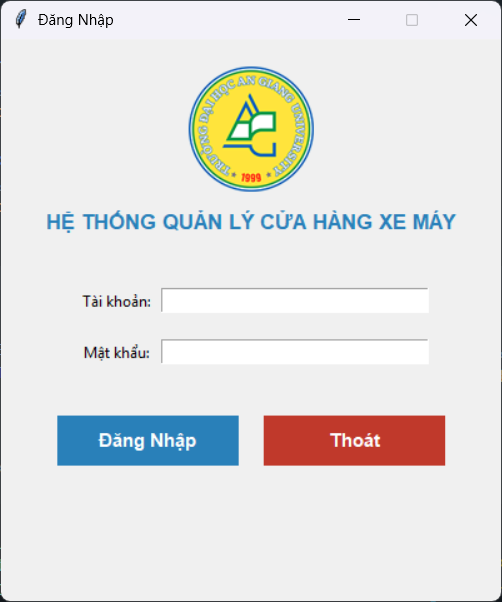 Đăng Nhập
TRƯỜNG ĐẠI HỌC AN GIANG UNIVERSITY
1999
HỆ THỐNG QUẢN LÝ CỬA HÀNG XE MÁY
Tài khoản:
Mật khẩu:
Đăng Nhập
Thoát